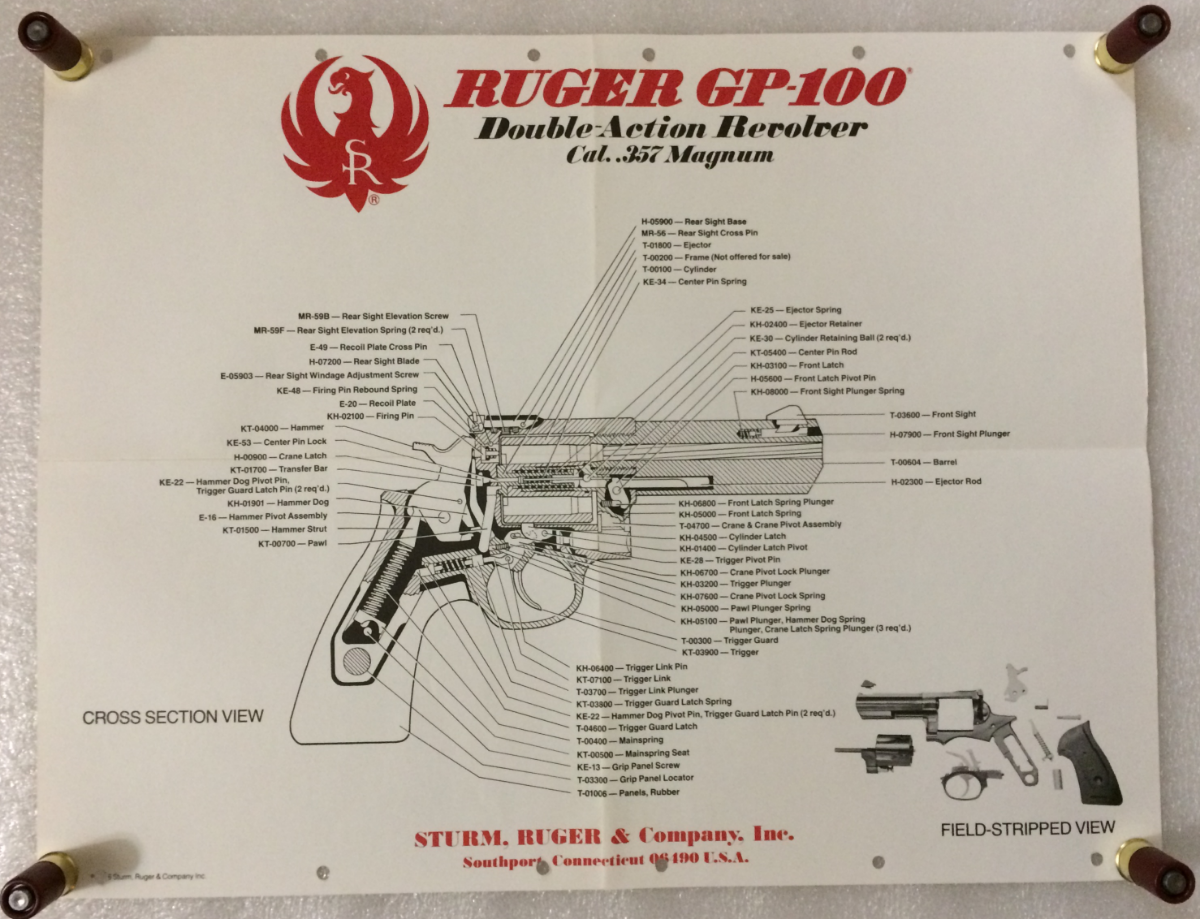 RUGER GP-100®
Double-Action Revolver
Cal. .357 Magnum
SR
®
H-05900 — Rear Sight Base
MR-56 — Rear Sight Cross Pin
T-01800 — Ejector
T-00200 — Frame (Not offered for sale)
T-00100 — Cylinder
KE-34 — Center Pin Spring
MR-59B — Rear Sight Elevation Screw
MR-59F — Rear Sight Elevation Spring (2 req'd.)
E-49 — Recoil Plate Cross Pin
H-07200 — Rear Sight Blade
E-05903 — Rear Sight Windage Adjustment Screw
KE-48 — Firing Pin Rebound Spring
E-20 — Recoil Plate
KH-02100 — Firing Pin
KT-04000 — Hammer
KE-53 — Center Pin Lock
H-00900 — Crane Latch
KT-01700 — Transfer Bar
KE-22 — Hammer Dog Pivot Pin,
Trigger Guard Latch Pin (2 req'd.)
KH-01901 — Hammer Dog
E-16 — Hammer Pivot Assembly
KT-01500 — Hammer Strut
KT-00700 — Pawl
KE-25 — Ejector Spring
KH-02400 — Ejector Retainer
KE-30 — Cylinder Retaining Ball (2 req'd.)
KT-05400 — Center Pin Rod
KH-03100 — Front Latch
H-05600 — Front Latch Pivot Pin
KH-08000 — Front Sight Plunger Spring
T-03600 — Front Sight
H-07900 — Front Sight Plunger
T-00604 — Barrel
H-02300 — Ejector Rod
KH-06800 — Front Latch Spring Plunger
KH-05000 — Front Latch Spring
T-04700 — Crane & Crane Pivot Assembly
KH-04500 — Cylinder Latch
KH-01400 — Cylinder Latch Pivot
KE-28 — Trigger Pivot Pin
KH-06700 — Crane Pivot Lock Plunger
KH-03200 — Trigger Plunger
KH-07600 — Crane Pivot Lock Spring
KH-05000 — Pawl Plunger Spring
KH-05100 — Pawl Plunger, Hammer Dog Spring
Plunger, Crane Latch Spring Plunger (3 req'd.)
T-00300 — Trigger Guard
KT-03900 — Trigger
KH-06400 — Trigger Link Pin
KT-07100 — Trigger Link
T-03700 — Trigger Link Plunger
KT-03800 — Trigger Guard Latch Spring
KE-22 — Hammer Dog Pivot Pin, Trigger Guard Latch Pin (2 req'd.)
T-04600 — Trigger Guard Latch
T-00400 — Mainspring
KT-00500 — Mainspring Seat
KE-13 — Grip Panel Screw
T-03300 — Grip Panel Locator
T-01006 — Panels, Rubber
CROSS SECTION VIEW
FIELD-STRIPPED VIEW
STURM, RUGER & Company, Inc.
Southport, Connecticut 06490 U.S.A.
Sturm, Ruger & Company Inc.